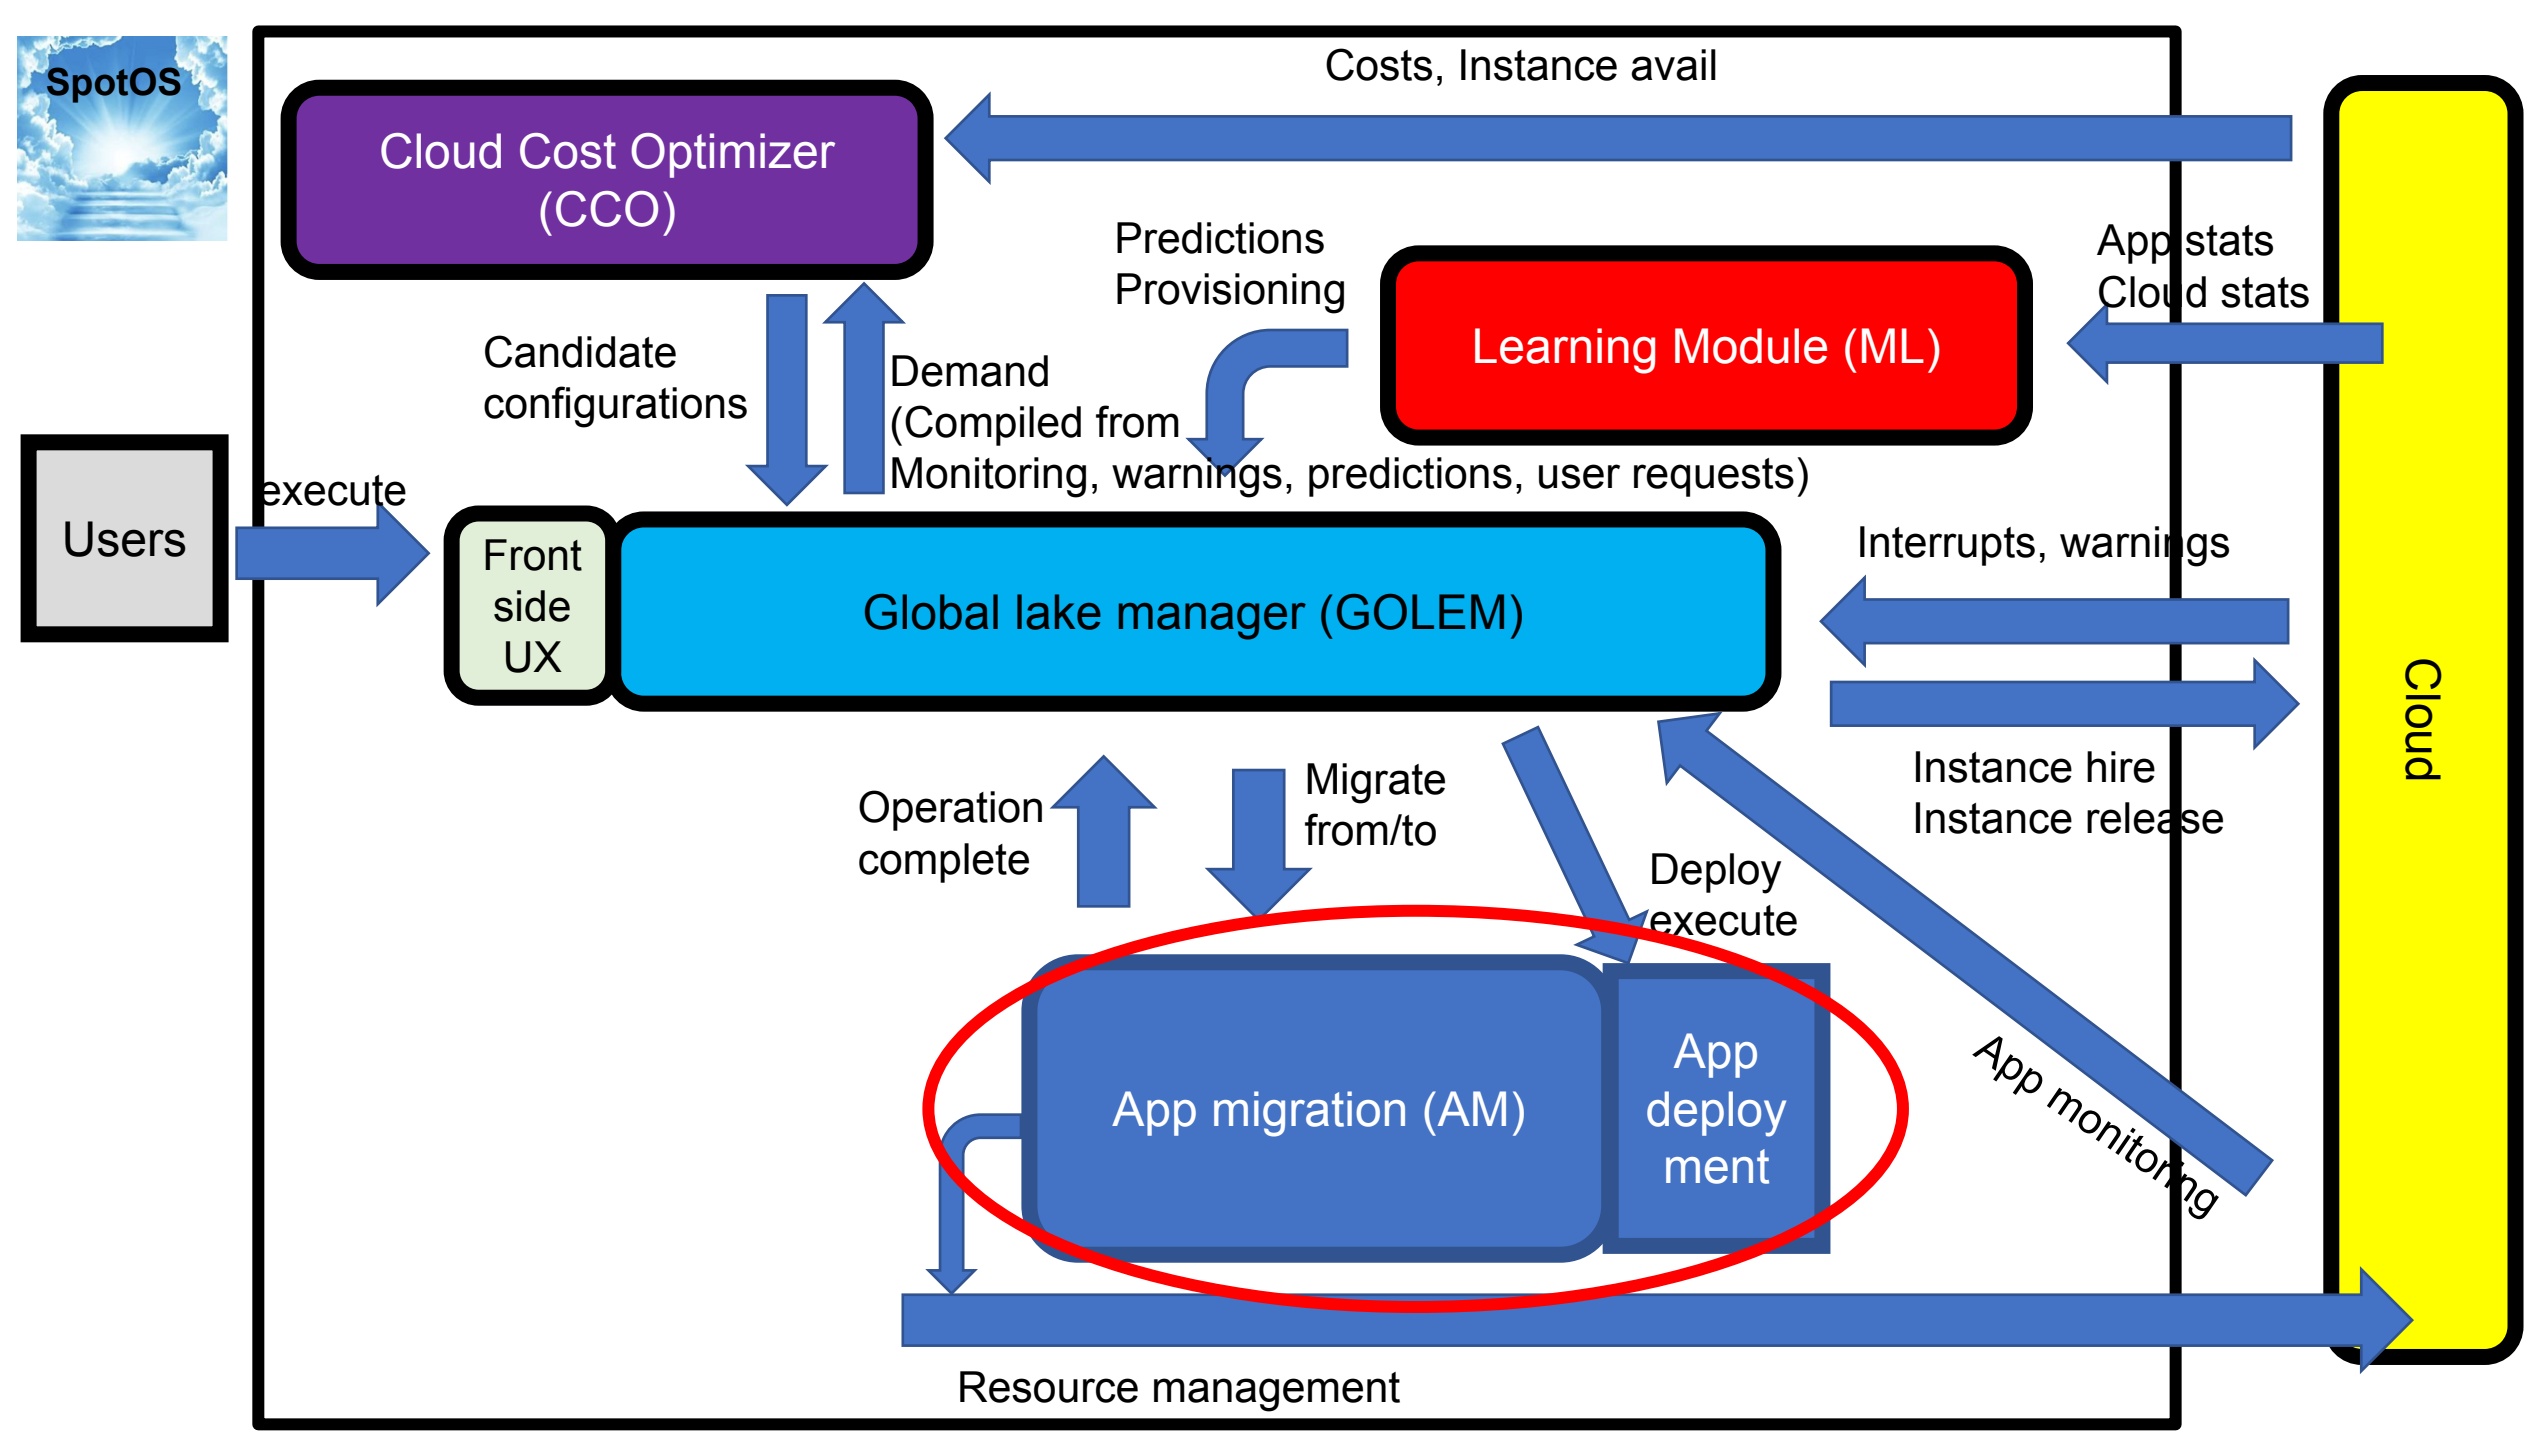 SpotOS
Costs, Instance avail
Cloud Cost Optimizer
(CCO)
Predictions
Provisioning
App stats
Cloud stats
Learning Module (ML)
Candidate
configurations
Demand
(Compiled from
Monitoring, warnings, predictions, user requests)
Users
execute
Front
side
UX
Global lake manager (GOLEM)
Interrupts, warnings
Cloud
Instance hire
Instance release
Operation
complete
Migrate
from/to
Deploy
execute
App migration (AM)
App
deploy
ment
App monitoring
Resource management